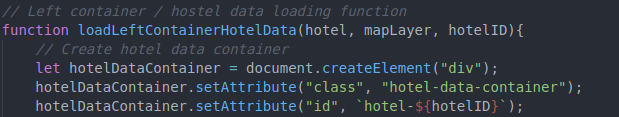 // Left container / hostel data loading function
function loadLeftContainerHotelData(hotel, mapLayer, hotelID){
    // Create hotel data container
    let hotelDataContainer = document.createElement("div");
    hotelDataContainer.setAttribute("class", "hotel-data-container");
    hotelDataContainer.setAttribute("id", `hotel-${hotelID}`);